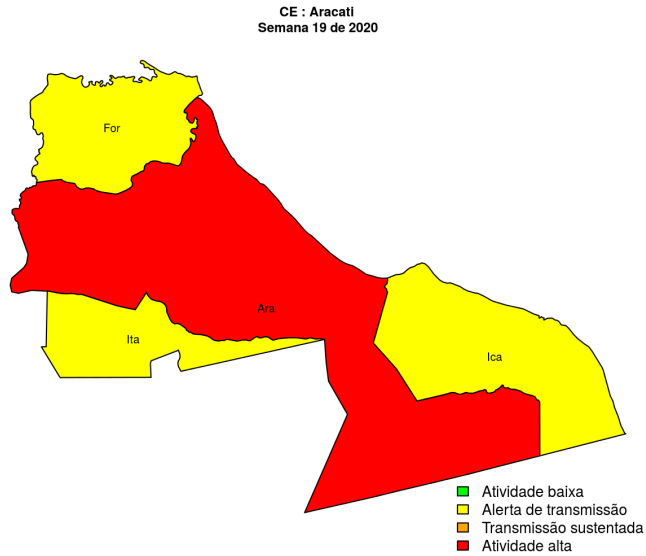 CE : Aracati
Semana 19 de 2020
For
Ara
Ita
Ica
Atividade baixa
Alerta de transmissão
Transmissão sustentada
Atividade alta